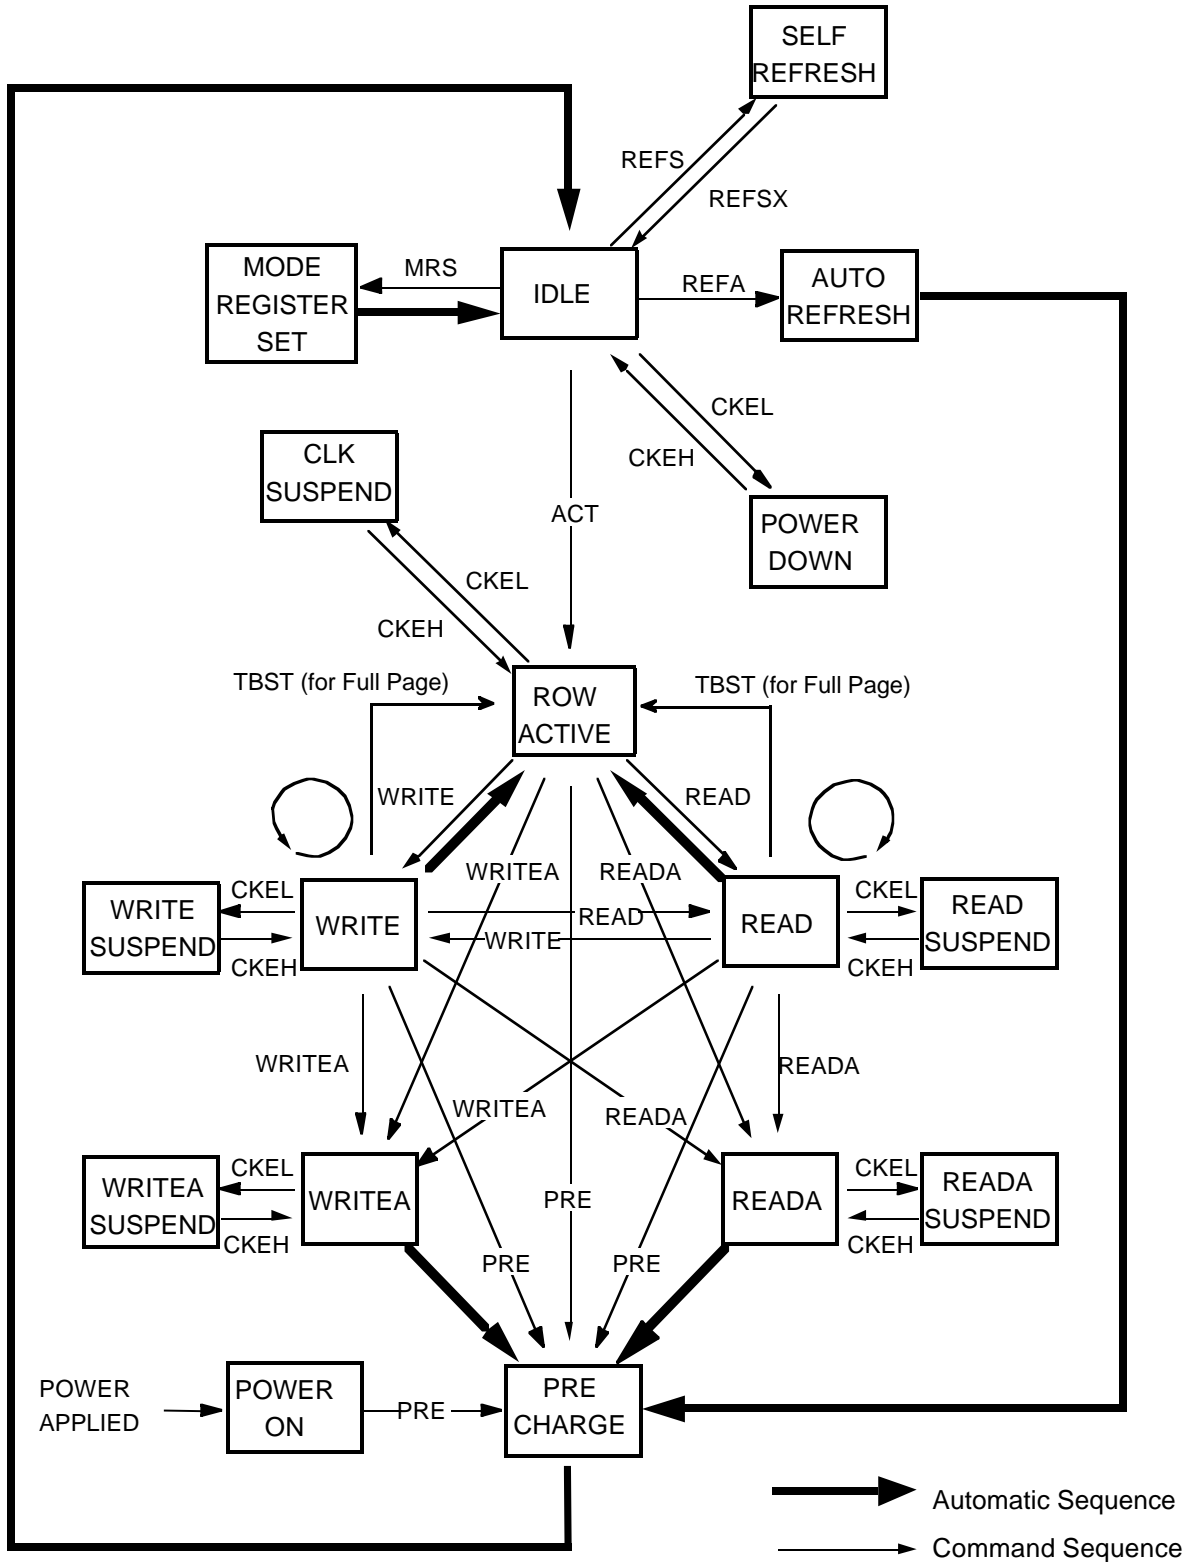 SELF
REFRESH
REFS
REFSX
MODE
REGISTER
SET
MRS
IDLE
REFA
AUTO
REFRESH
CKEL
CKEH
CLK
SUSPEND
ACT
POWER
DOWN
CKEL
CKEH
TBST (for Full Page)
ROW
ACTIVE
TBST (for Full Page)
WRITE
READ
WRITEA
READA
WRITE
SUSPEND
CKEL
CKEH
WRITE
READ
WRITE
READ
CKEL
CKEH
READ
SUSPEND
WRITEA
READA
WRITEA
READA
WRITEA
SUSPEND
CKEL
CKEH
WRITEA
PRE
READA
CKEL
CKEH
READA
SUSPEND
PRE
PRE
POWER
APPLIED
POWER
ON
PRE
PRE
CHARGE
Automatic Sequence
Command Sequence